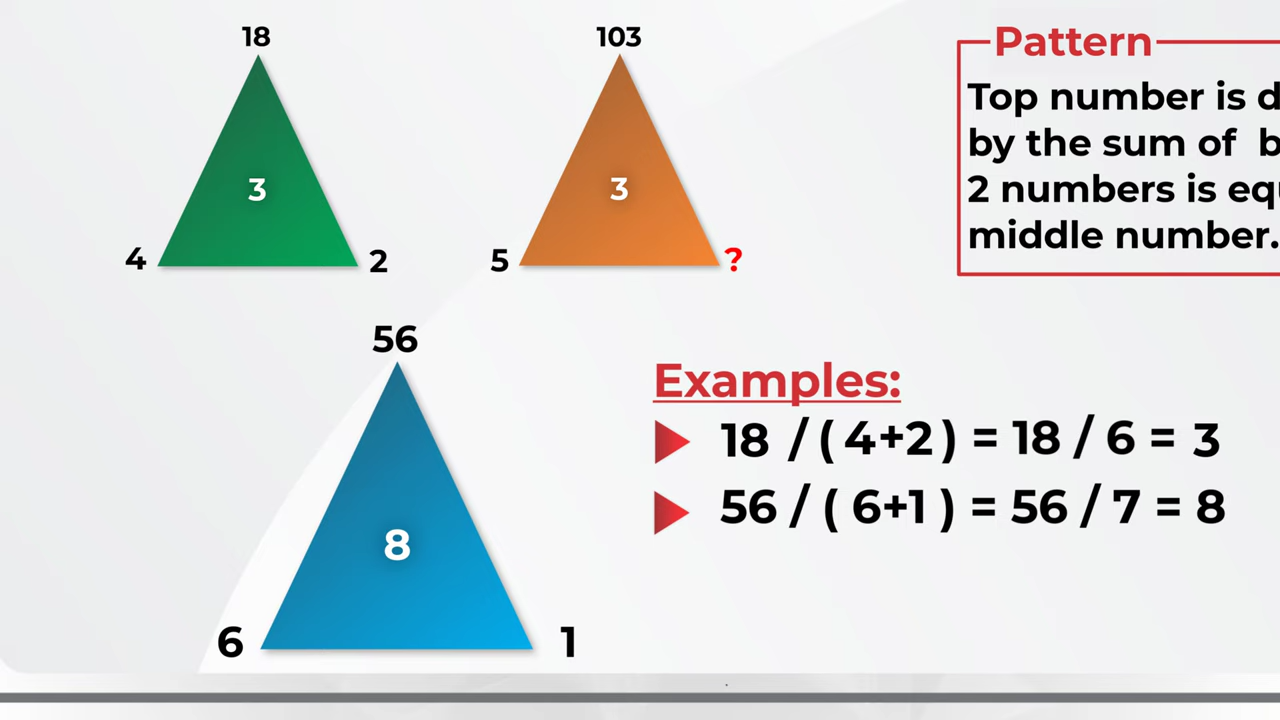 18
103
3
3
4
2
5
?
Pattern
Top number is
by the sum of
2 numbers is
middle number.
56
8
6
1
Examples:
18 / ( 4+2 ) = 18 / 6 = 3
56 / ( 6+1 ) = 56 / 7 = 8